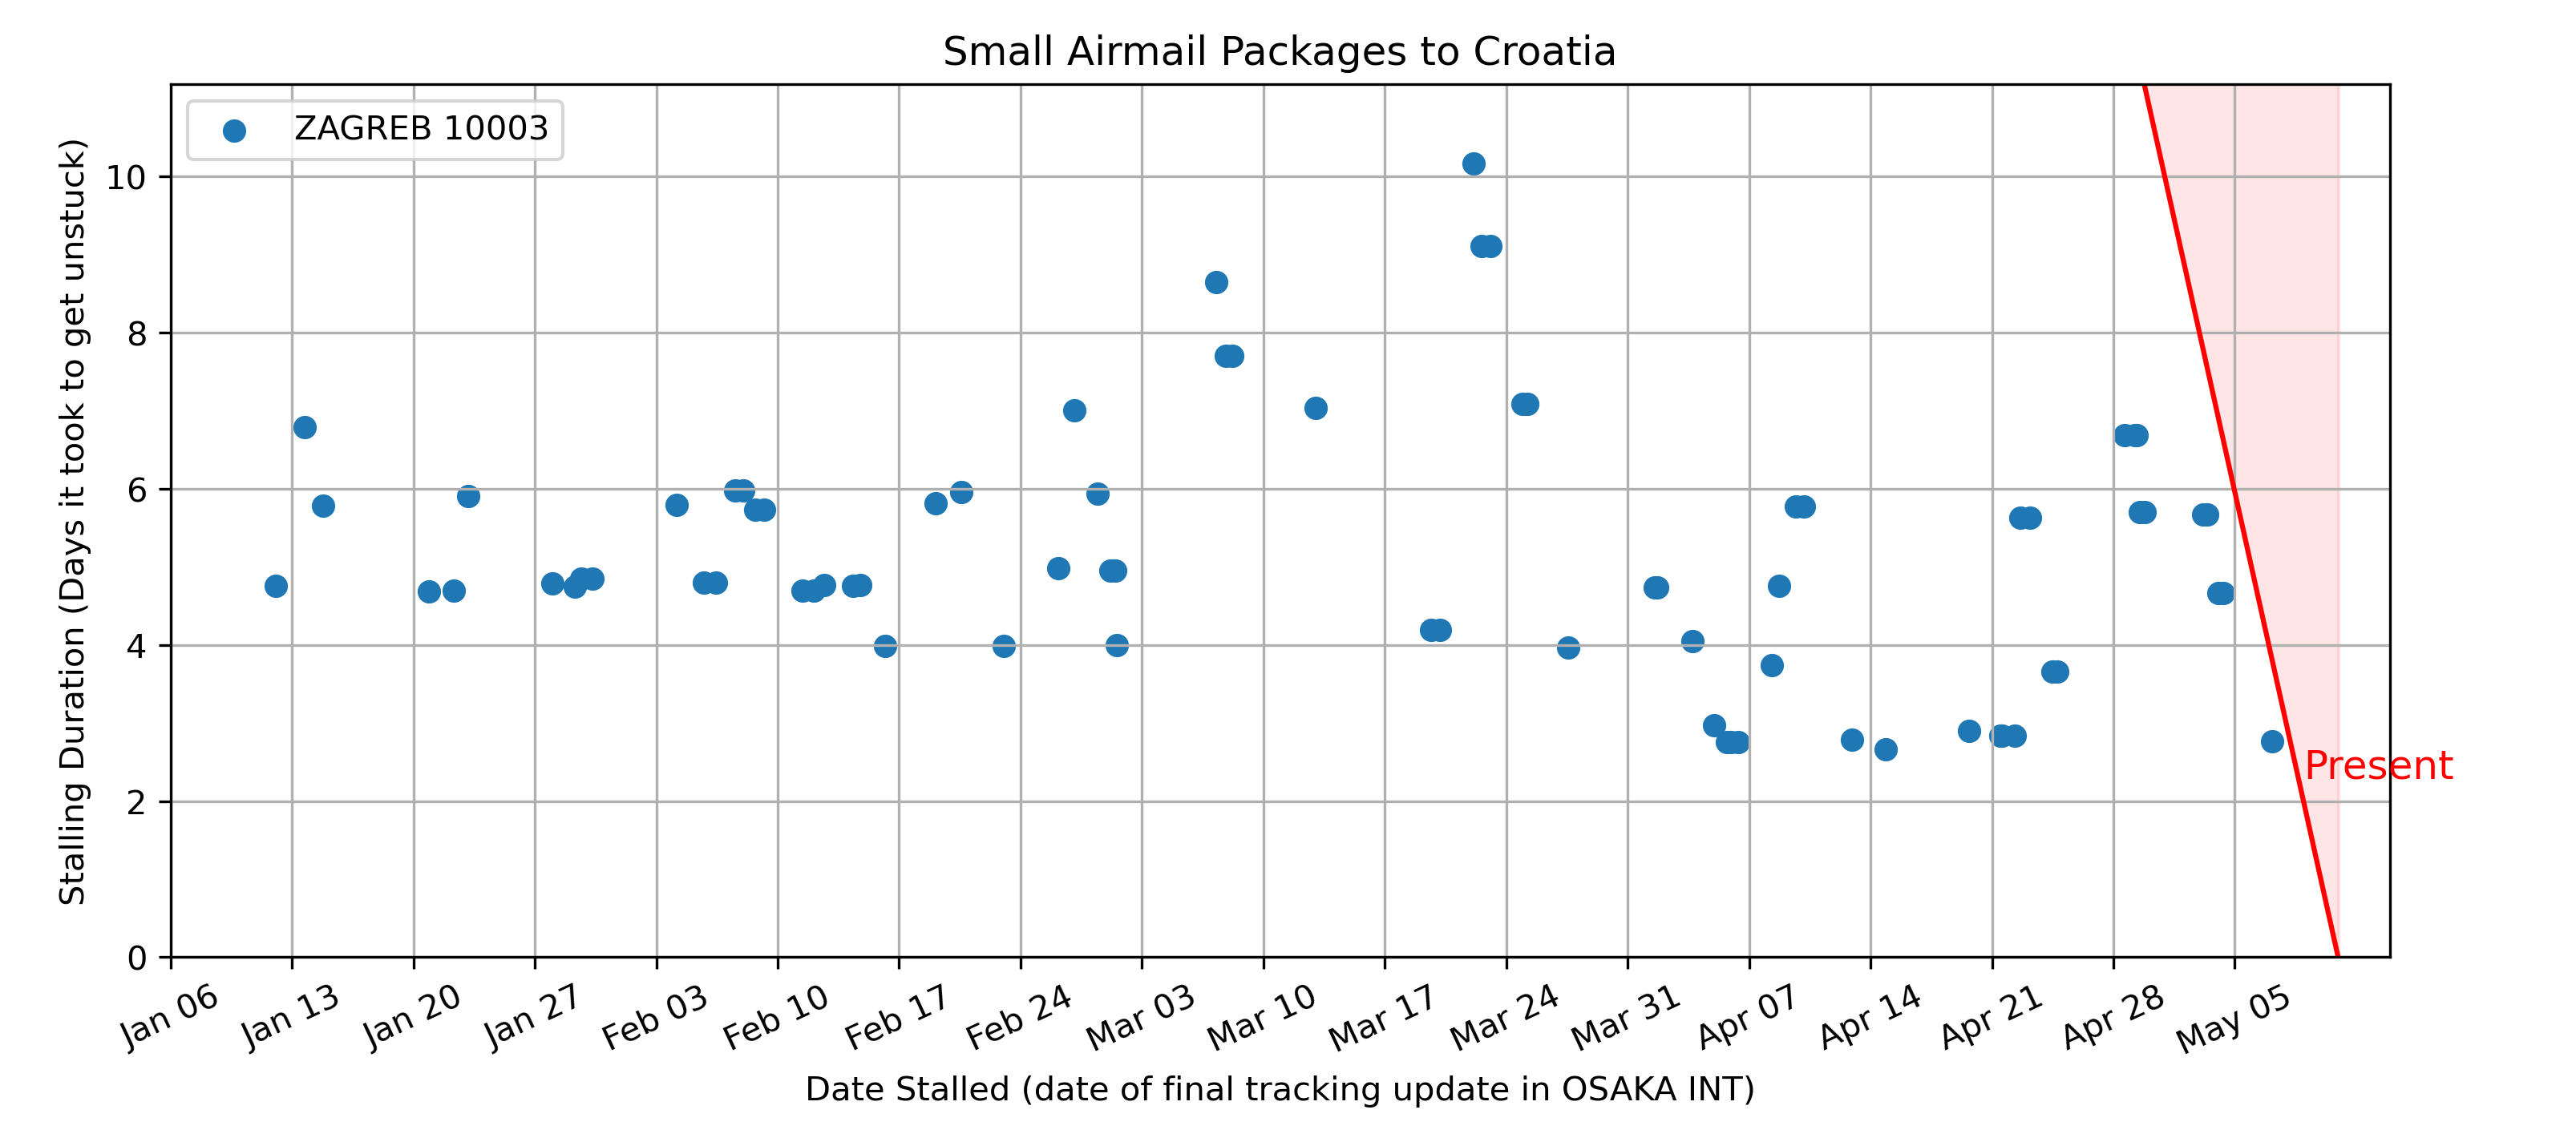 Small Airmail Packages to Croatia
ZAGREB 10003
Stalling Duration (Days it took to get unstuck)
10
8
6
4
2
0
Present
Jan 06
Jan 13
Jan 20
Jan 27
Feb 03
Feb 10
Feb 17
Feb 24
Mar 03
Mar 10
Mar 17
Mar 24
Mar 31
Apr 07
Apr 14
Apr 21
Apr 28
May 05
Date Stalled (date of final tracking update in OSAKA INT)